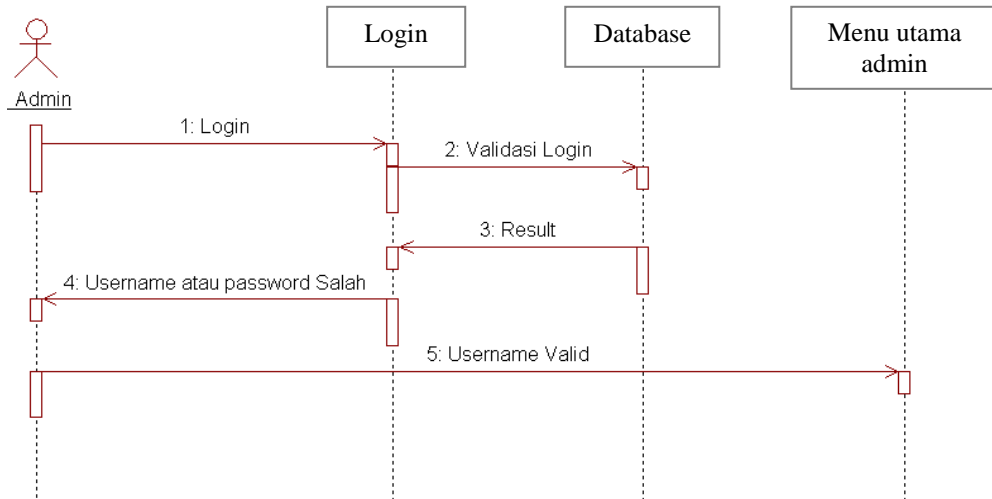 Login
Database
Menu utama
admin
Admin
1: Login
2: Validasi Login
3: Result
4: Username atau password Salah
5: Username Valid